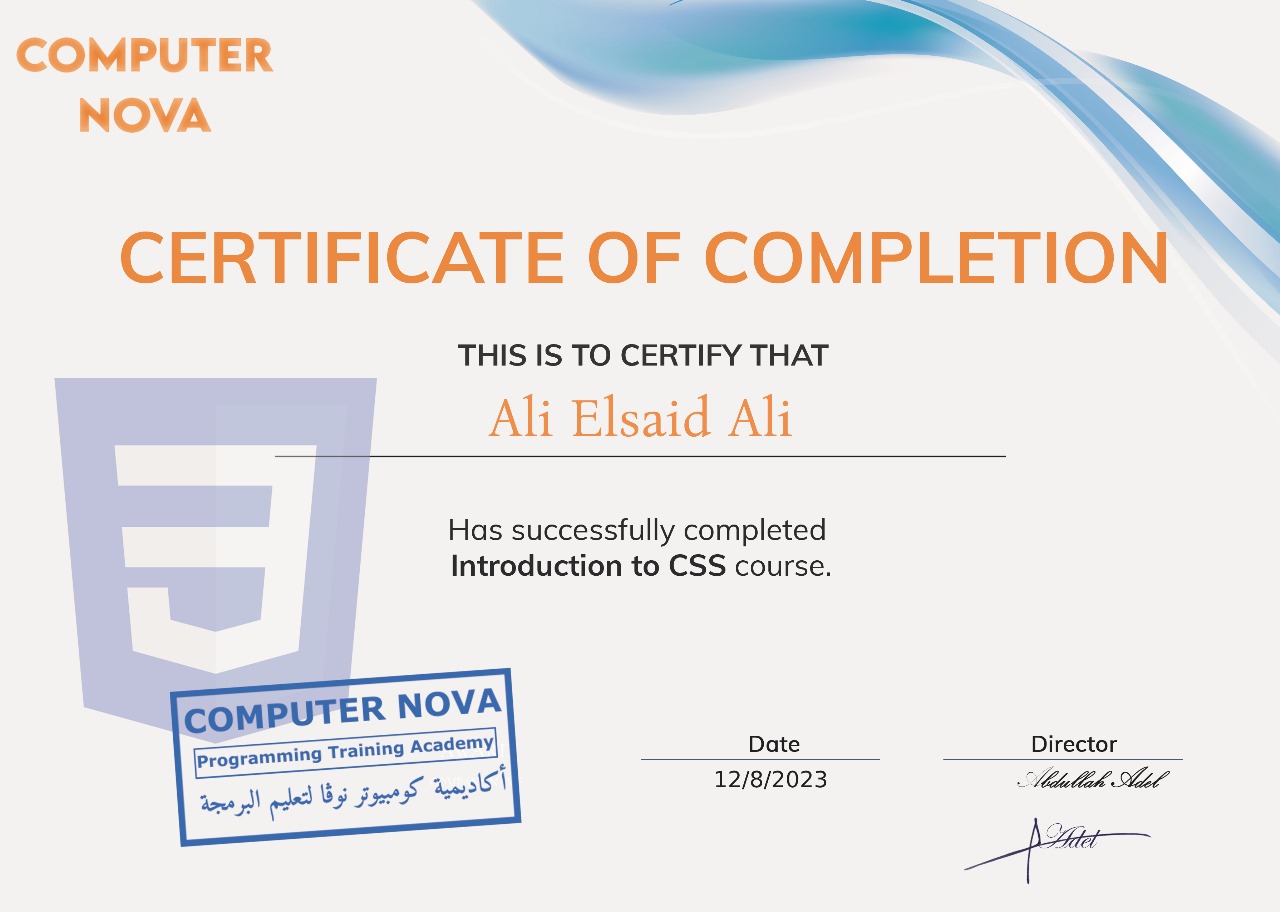 COMPUTER
NOVA
CERTIFICATE OF COMPLETION
THIS IS TO CERTIFY THAT
Ali Elsaid Ali
Has successfully completed
Introduction to CSS course.
COMPUTER NOVA
Programming Training Academy
أكاديمية كومبيوتر نوڤا لتعليم البرمجة
Date
12/8/2023
Director
Abdullah Adel
Adel